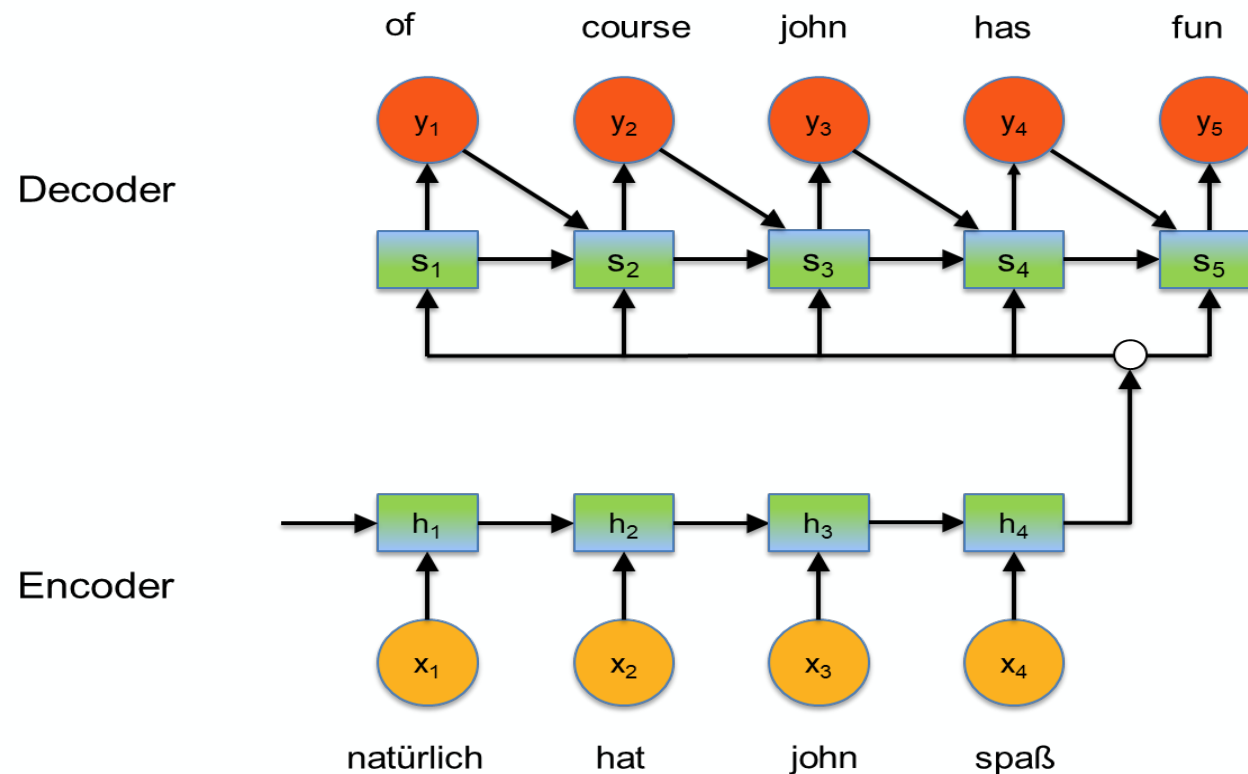 of course john has fun
y₁ y₂ y₃ y₄ y₅
Decoder
s₁ s₂ s₃ s₄ s₅
h₁ h₂ h₃ h₄
Encoder
x₁ x₂ x₃ x₄
natürlich hat john spaß